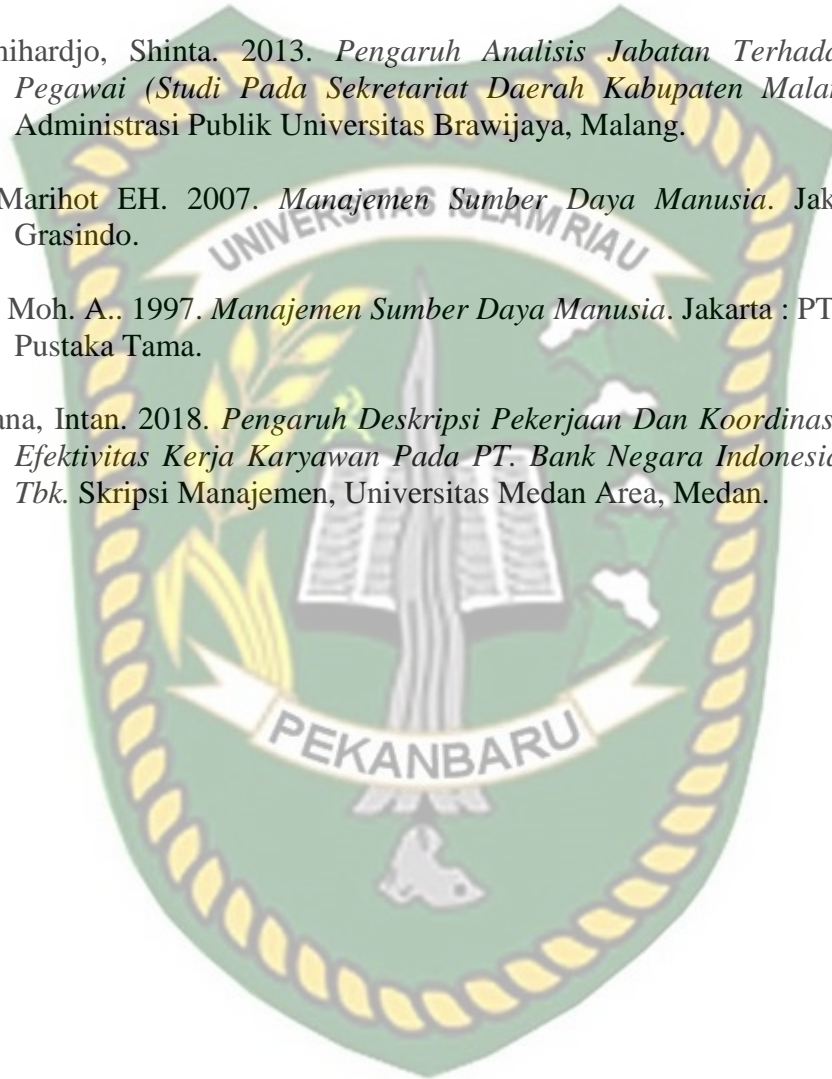 nihardjo, Shinta. 2013. Pengaruh Analisis Jabatan Terhada
Pegawai (Studi Pada Sekretariat Daerah Kabupaten Malan
Administrasi Publik Universitas Brawijaya, Malang.
Marihot EH. 2007. Manajemen Sumber Daya Manusia. Jak
Grasindo.
Moh. A.. 1997. Manajemen Sumber Daya Manusia. Jakarta : PT
Pustaka Tama.
ana, Intan. 2018. Pengaruh Deskripsi Pekerjaan Dan Koordinas
Efektivitas Kerja Karyawan Pada PT. Bank Negara Indonesia
Tbk. Skripsi Manajemen, Universitas Medan Area, Medan.
UNIVERSITAS ISLAM RIAU
PEKANBARU